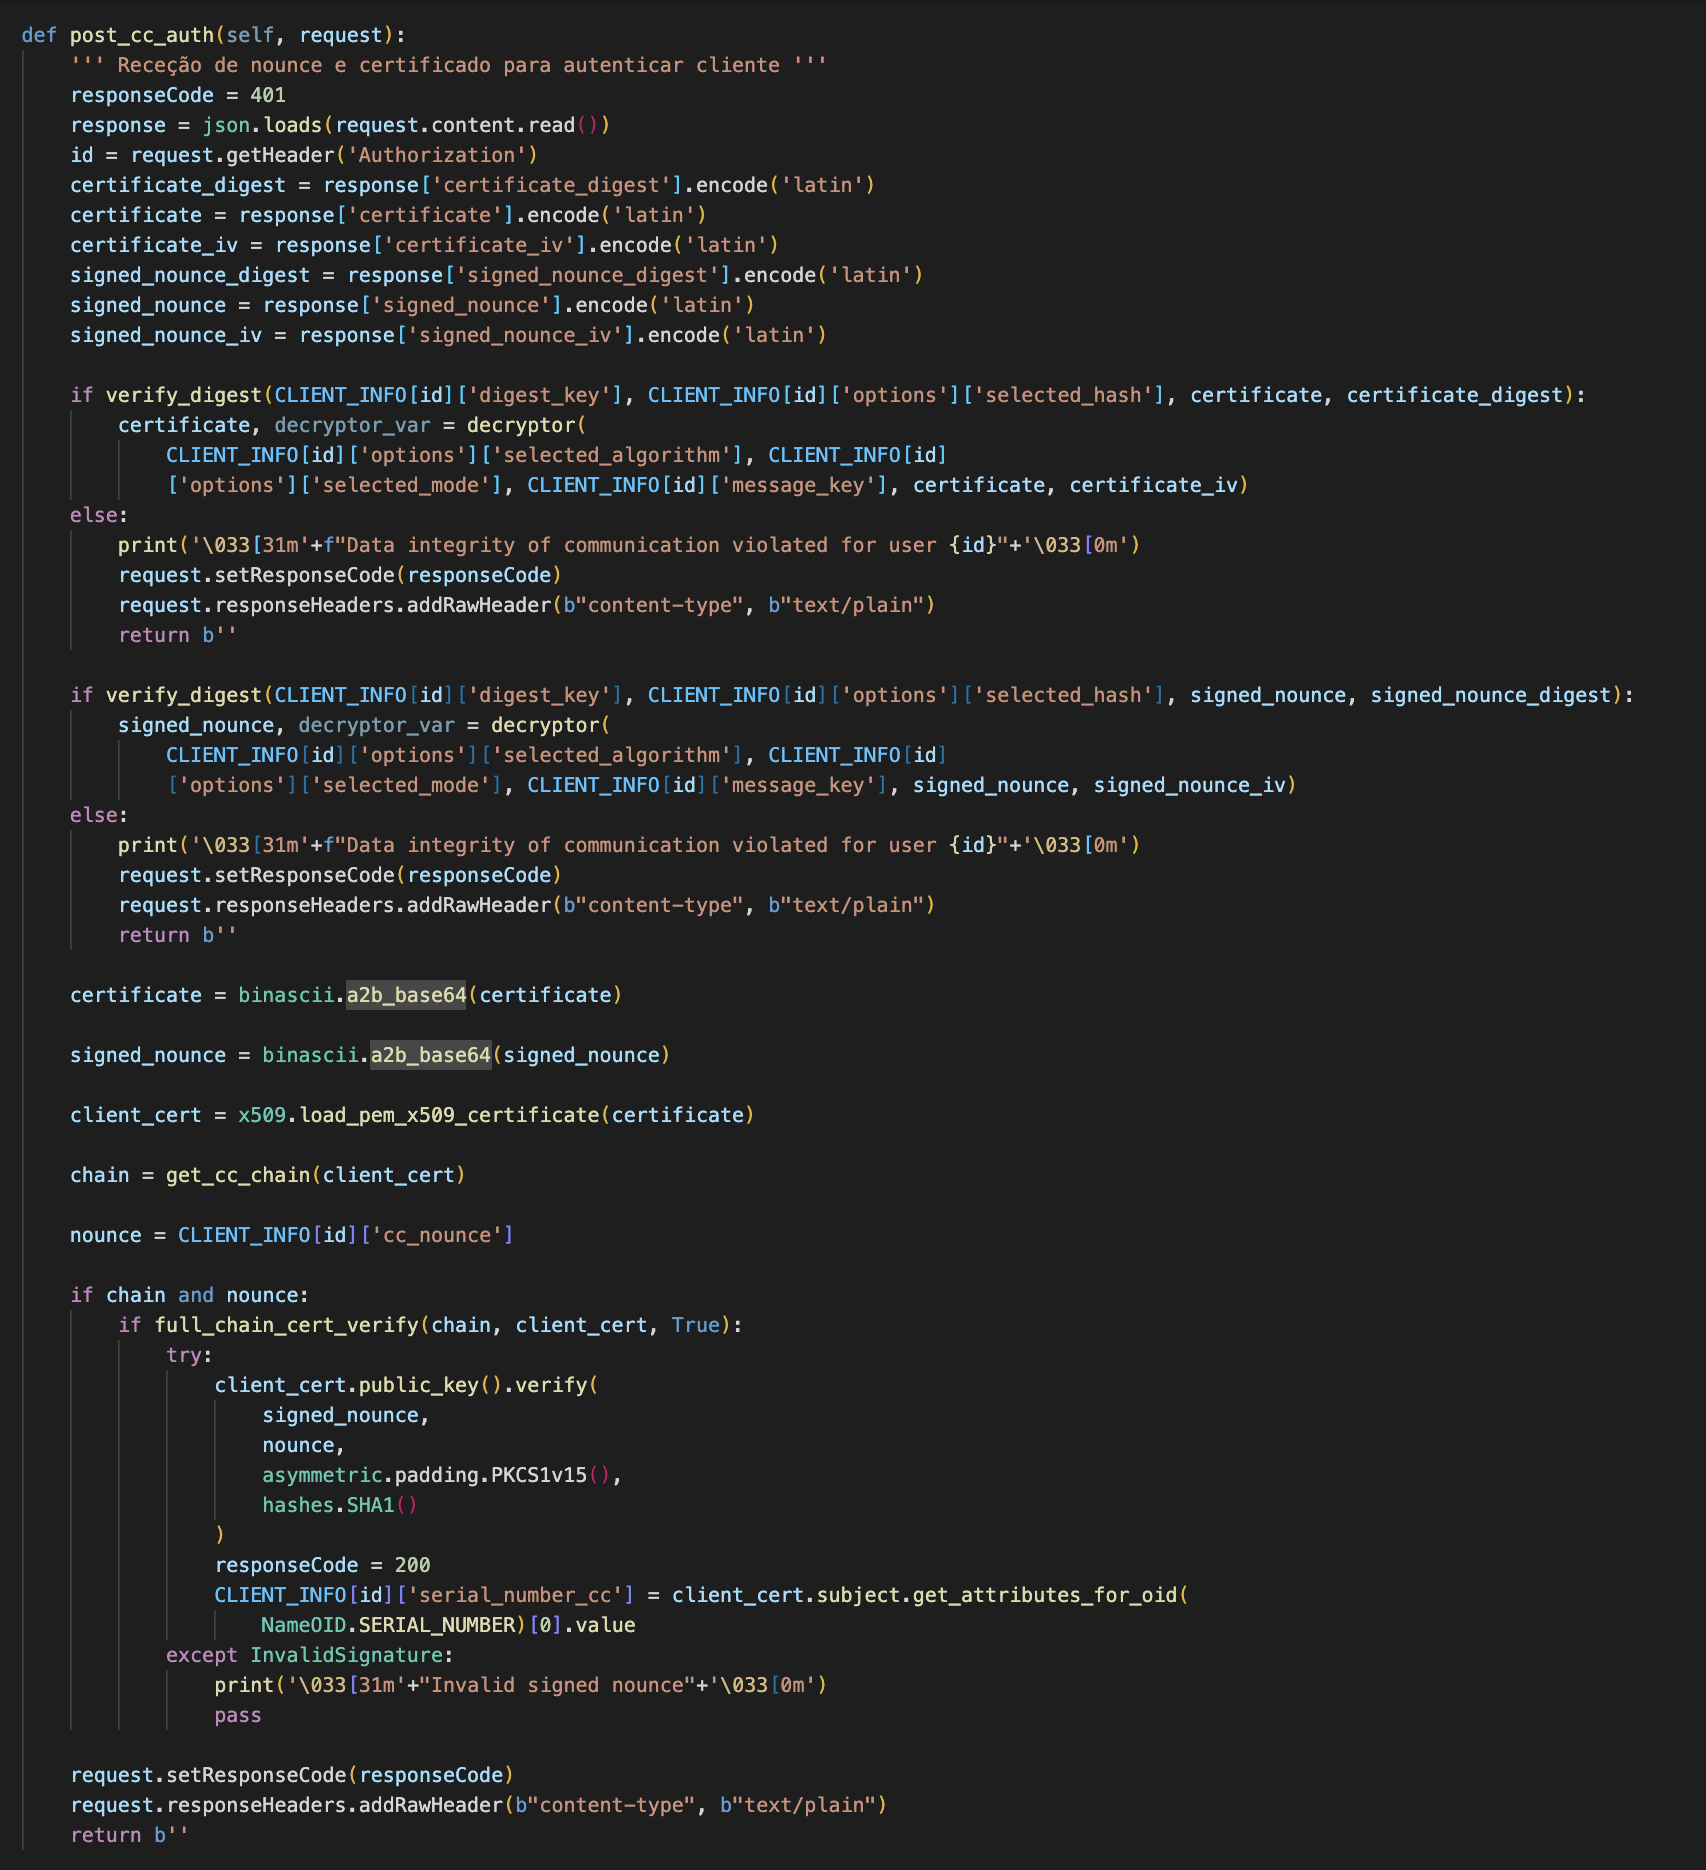 def post_cc_auth(self, request):
    ''' Receção de nounce e certificado para autenticar cliente '''
    responseCode = 401
    response = json.loads(request.content.read())
    id = request.getHeader('Authorization')
    certificate_digest = response['certificate_digest'].encode('latin')
    certificate = response['certificate'].encode('latin')
    certificate_iv = response['certificate_iv'].encode('latin')
    signed_nounce_digest = response['signed_nounce_digest'].encode('latin')
    signed_nounce = response['signed_nounce'].encode('latin')
    signed_nounce_iv = response['signed_nounce_iv'].encode('latin')

    if verify_digest(CLIENT_INFO[id]['digest_key'], CLIENT_INFO[id]['options']['selected_hash'], certificate, certificate_digest):
        certificate, decryptor_var = decryptor(
            CLIENT_INFO[id]['options']['selected_algorithm'], CLIENT_INFO[id]
            ['options']['selected_mode'], CLIENT_INFO[id]['message_key'], certificate, certificate_iv)
    else:
        print('\033[31m'+f"Data integrity of communication violated for user {id}"+'\033[0m')
        request.setResponseCode(responseCode)
        request.responseHeaders.addRawHeader(b"content-type", b"text/plain")
        return b''

    if verify_digest(CLIENT_INFO[id]['digest_key'], CLIENT_INFO[id]['options']['selected_hash'], signed_nounce, signed_nounce_digest):
        signed_nounce, decryptor_var = decryptor(
            CLIENT_INFO[id]['options']['selected_algorithm'], CLIENT_INFO[id]
            ['options']['selected_mode'], CLIENT_INFO[id]['message_key'], signed_nounce, signed_nounce_iv)
    else:
        print('\033[31m'+f"Data integrity of communication violated for user {id}"+'\033[0m')
        request.setResponseCode(responseCode)
        request.responseHeaders.addRawHeader(b"content-type", b"text/plain")
        return b''

    certificate = binascii.a2b_base64(certificate)

    signed_nounce = binascii.a2b_base64(signed_nounce)

    client_cert = x509.load_pem_x509_certificate(certificate)

    chain = get_cc_chain(client_cert)

    nounce = CLIENT_INFO[id]['cc_nounce']

    if chain and nounce:
        if full_chain_cert_verify(chain, client_cert, True):
            try:
                client_cert.public_key().verify(
                    signed_nounce,
                    nounce,
                    asymmetric.padding.PKCS1v15(),
                    hashes.SHA1()
                )
                responseCode = 200
                CLIENT_INFO[id]['serial_number_cc'] = client_cert.subject.get_attributes_for_oid(
                    NameOID.SERIAL_NUMBER)[0].value
            except InvalidSignature:
                print('\033[31m'+"Invalid signed nounce"+'\033[0m')
                pass

    request.setResponseCode(responseCode)
    request.responseHeaders.addRawHeader(b"content-type", b"text/plain")
    return b''